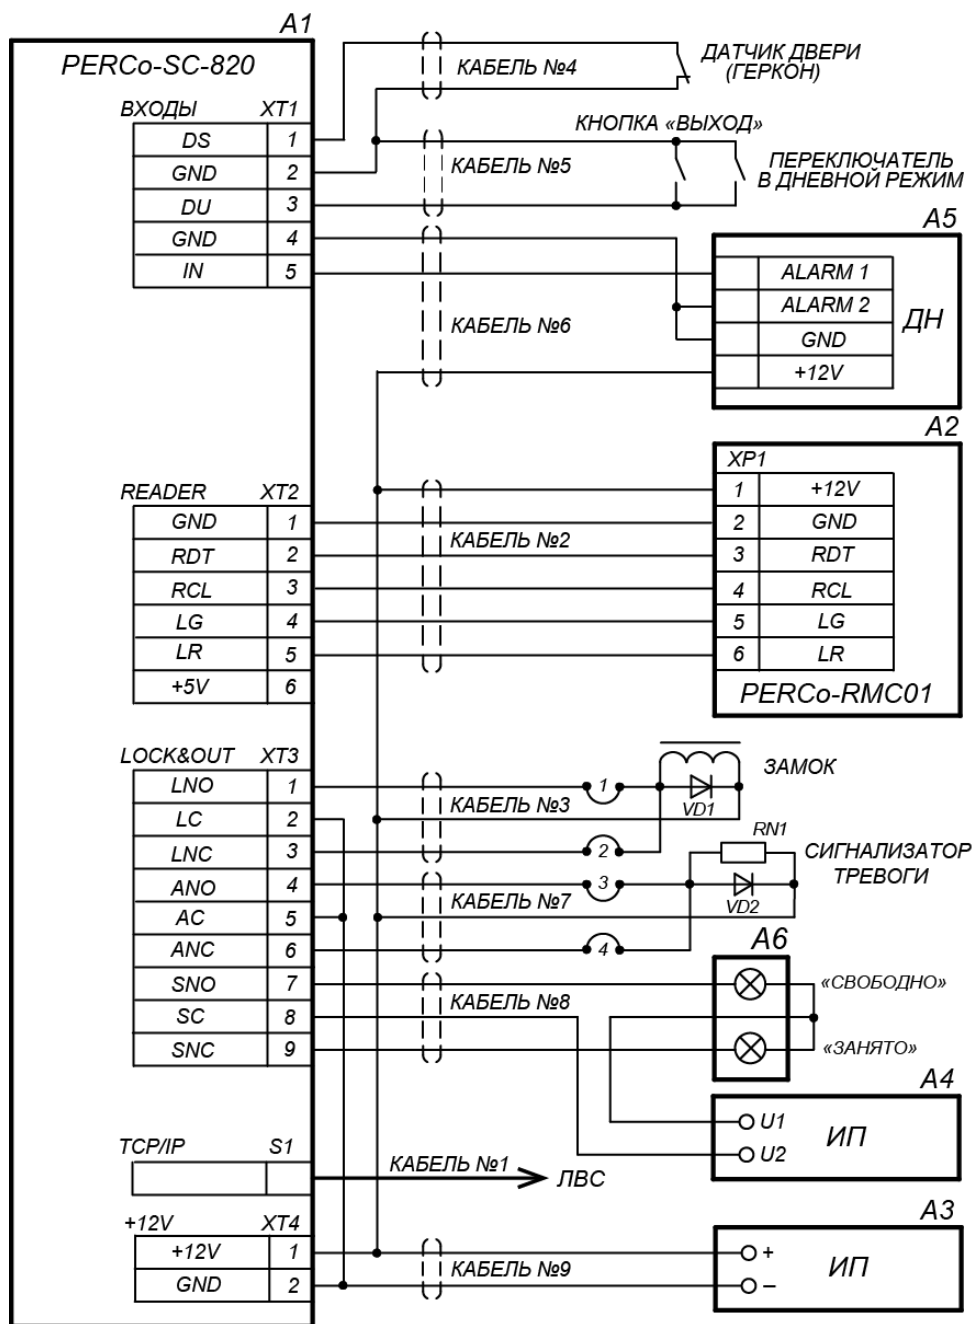 A1
PERCo-SC-820
ВХОДЫ XT1
DS 1
GND 2
DU 3
GND 4
IN 5
КАБЕЛЬ №4
ДАТЧИК ДВЕРИ
(ГЕРКОН)
КНОПКА «ВЫХОД»
КАБЕЛЬ №5
ПЕРЕКЛЮЧАТЕЛЬ
В ДНЕВНОЙ РЕЖИМ
A5
ALARM 1
ALARM 2
GND
+12V
ДН
КАБЕЛЬ №6
A2
XP1
1 +12V
2 GND
3 RDT
4 RCL
5 LG
6 LR
PERCo-RMC01
READER XT2
GND 1
RDT 2
RCL 3
LG 4
LR 5
+5V 6
КАБЕЛЬ №2
LOCK&OUT XT3
LNO 1
LC 2
LNC 3
ANO 4
AC 5
ANC 6
SNO 7
SC 8
SNC 9
КАБЕЛЬ №3
1
2
VD1
ЗАМОК
RN1
СИГНАЛИЗАТОР
ТРЕВОГИ
КАБЕЛЬ №7
3
4
VD2
A6
КАБЕЛЬ №8
«СВОБОДНО»
«ЗАНЯТО»
A4
U1
U2
ИП
TCP/IP S1
КАБЕЛЬ №1
ЛВС
+12V XT4
+12V 1
GND 2
КАБЕЛЬ №9
A3
+
–
ИП